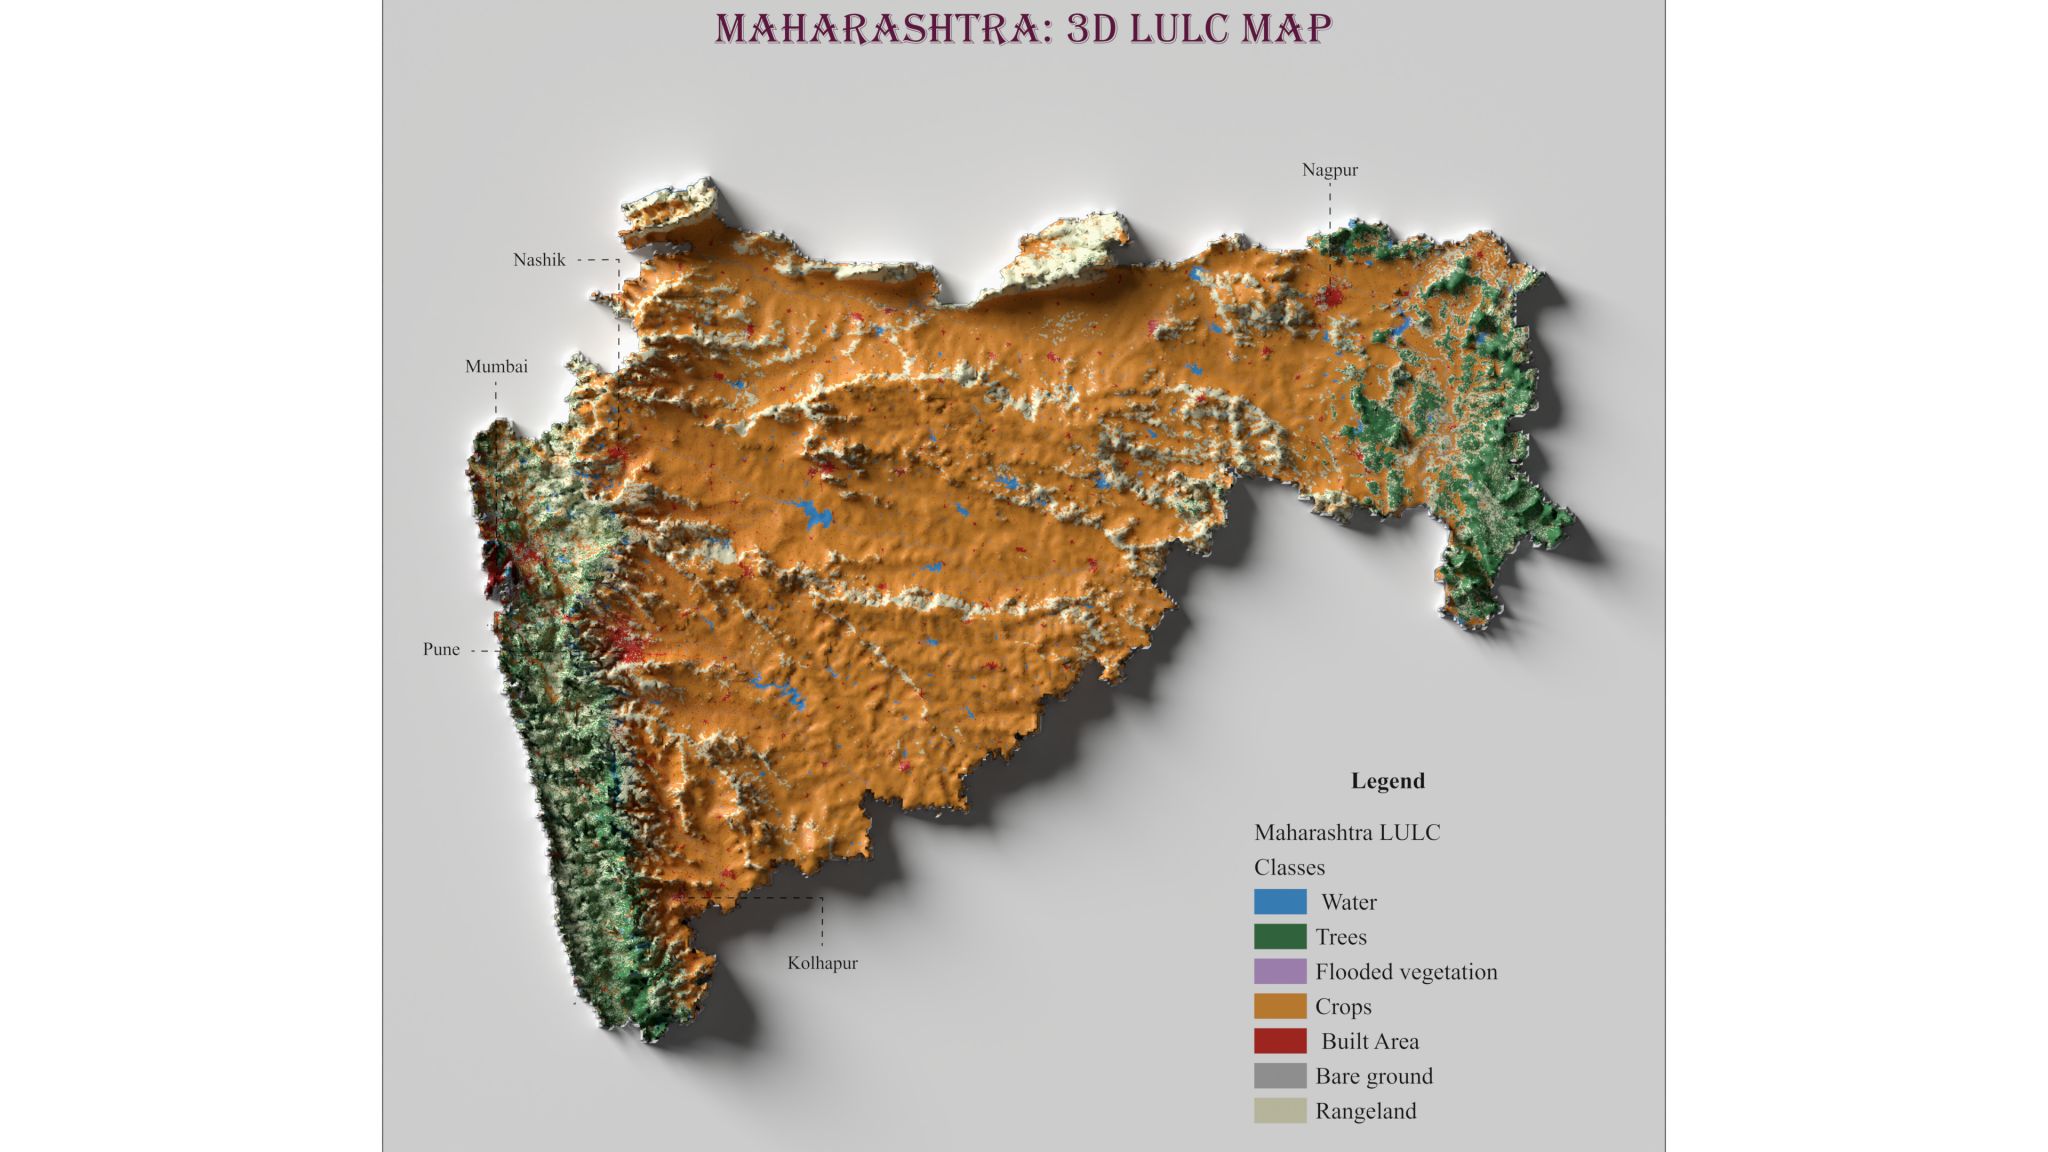 MAHARASHTRA: 3D LULC MAP
Nagpur
Nashik
Mumbai
Pune
Kolhapur
Legend
Maharashtra LULC
Classes
Water
Trees
Flooded vegetation
Crops
Built Area
Bare ground
Rangeland